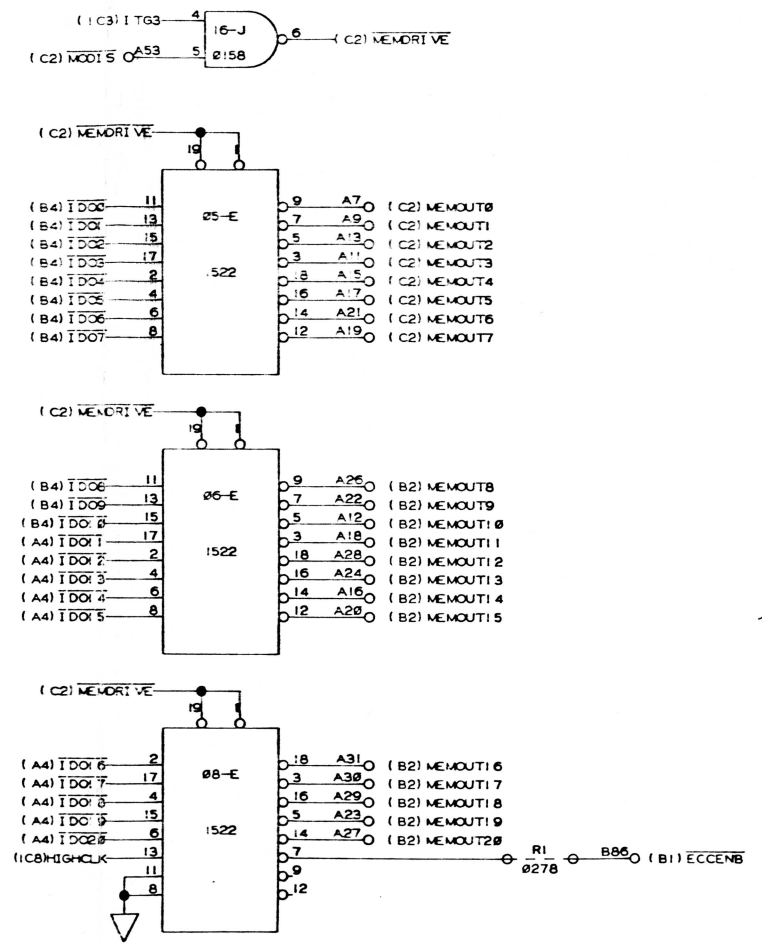 (1C3) ITG3 4 16-J 6 (C2) MEMDRIVE
(C2) MODIS A53 5 Ø158
(C2) MEMDRIVE
19 1
(B4) IDO0 11 Ø5-E 9 A7 (C2) MEMOUTØ
(B4) IDO1 13 7 A9 (C2) MEMOUT1
(B4) IDO2 15 5 A13 (C2) MEMOUT2
(B4) IDO3 17 1522 3 A11 (C2) MEMOUT3
(B4) IDO4 2 18 A15 (C2) MEMOUT4
(B4) IDO5 4 16 A17 (C2) MEMOUT5
(B4) IDO6 6 14 A21 (C2) MEMOUT6
(B4) IDO7 8 12 A19 (C2) MEMOUT7
(C2) MEMDRIVE
19 1
(B4) IDO8 11 Ø6-E 9 A26 (B2) MEMOUT8
(B4) IDO9 13 7 A22 (B2) MEMOUT9
(B4) IDO1Ø 15 5 A12 (B2) MEMOUT1Ø
(A4) IDO11 17 1522 3 A18 (B2) MEMOUT11
(A4) IDO12 2 18 A28 (B2) MEMOUT12
(A4) IDO13 4 16 A24 (B2) MEMOUT13
(A4) IDO14 6 14 A16 (B2) MEMOUT14
(A4) IDO15 8 12 A2Ø (B2) MEMOUT15
(C2) MEMDRIVE
19 1
(A4) IDO16 2 Ø8-E 18 A31 (B2) MEMOUT16
(A4) IDO17 17 3 A3Ø (B2) MEMOUT17
(A4) IDO18 4 16 A29 (B2) MEMOUT18
(A4) IDO19 15 1522 5 A23 (B2) MEMOUT19
(A4) IDO2Ø 6 14 A27 (B2) MEMOUT2Ø
(1C8) HIGHCLK 13 7 R1 Ø278 B86 (B1) ECCENB
11 9
8 12